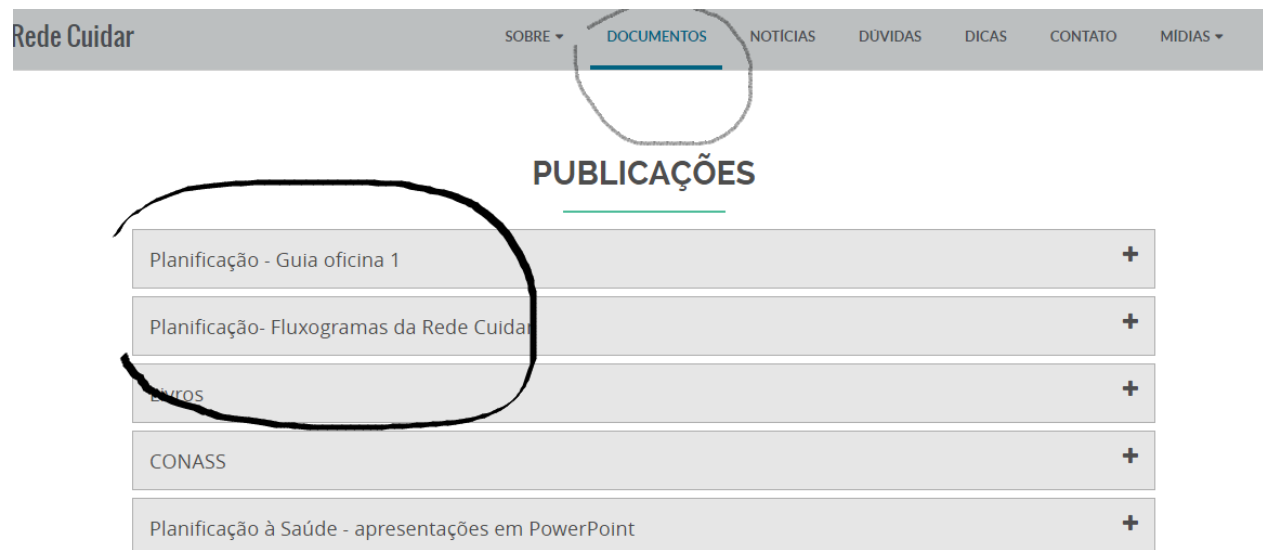 Rede Cuidar SOBRE DOCUMENTOS NOTÍCIAS DÚVIDAS DICAS CONTATO MÍDIAS
PUBLICAÇÕES
Planificação - Guia oficina 1
Planificação- Fluxogramas da Rede Cuidar
Livros
CONASS
Planificação à Saúde - apresentações em PowerPoint